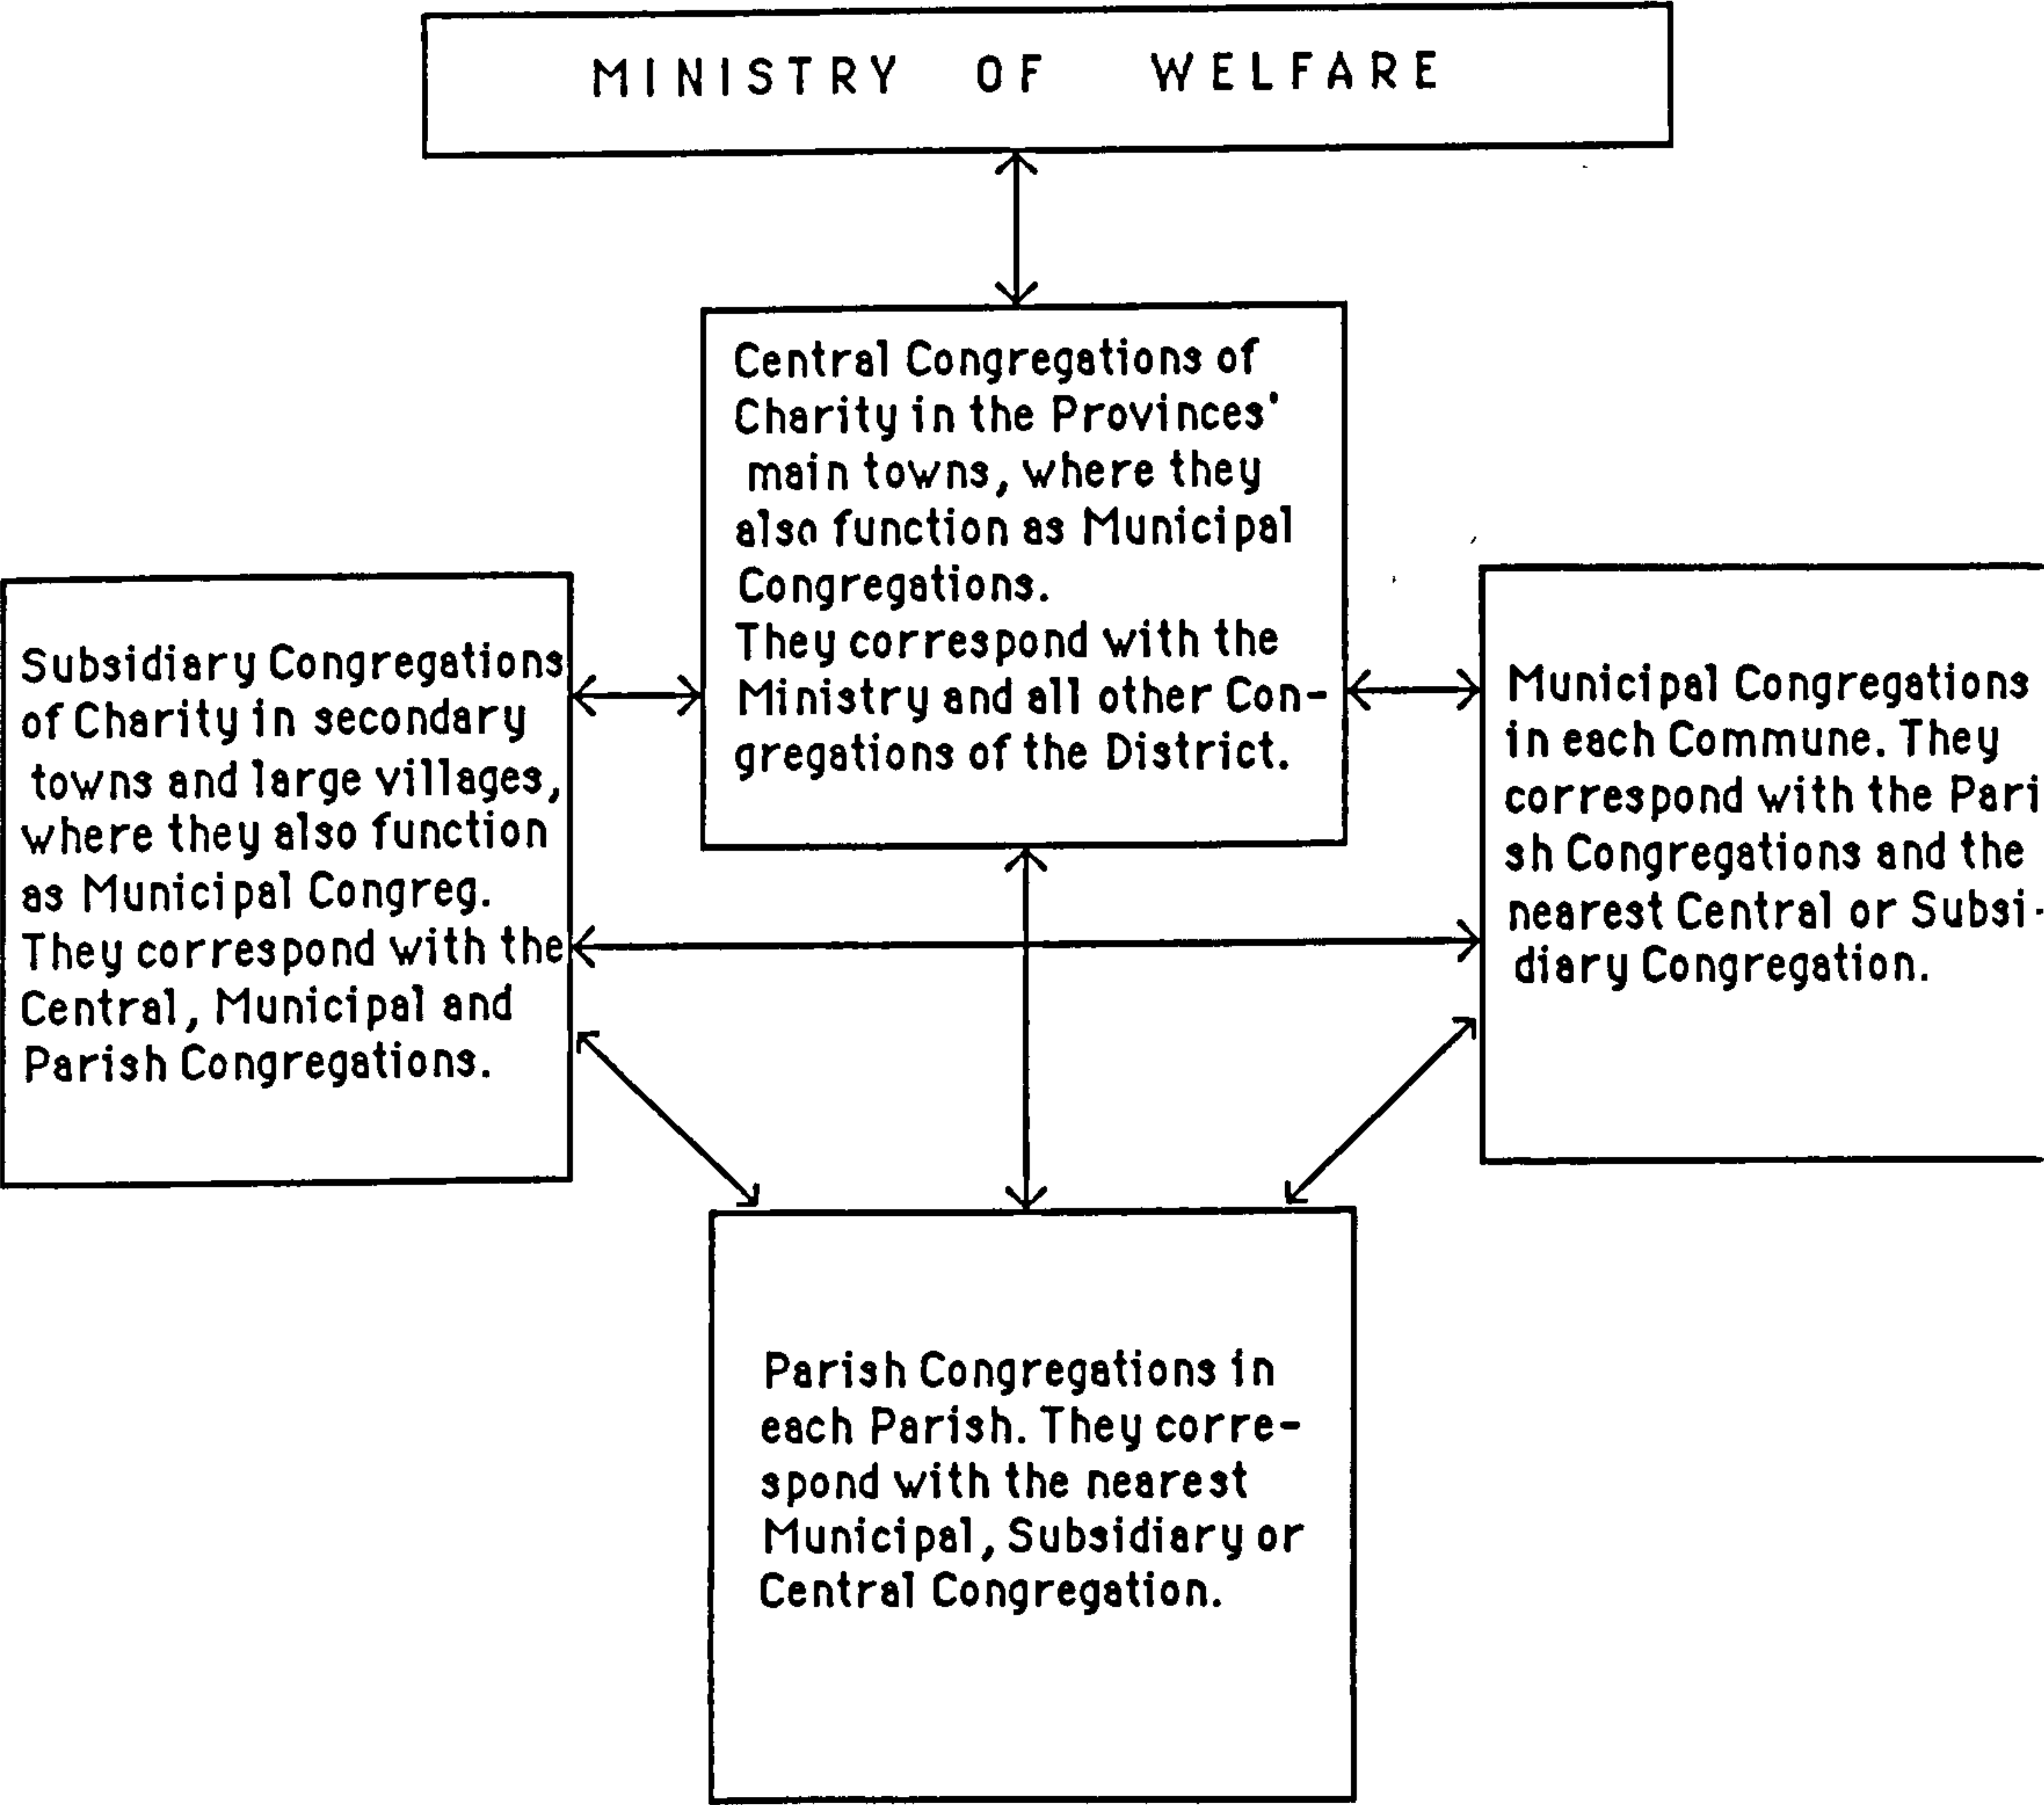 MINISTRY OF WELFARE
Central Congregations of
Charity in the Provinces'
main towns, where they
also function as Municipal
Congregations.
They correspond with the
Ministry and all other Con-
gregations of the District.
Subsidiary Congregations
of Charity in secondary
towns and large villages,
where they also function
as Municipal Congreg.
They correspond with the
Central, Municipal and
Parish Congregations.
Municipal Congregations
in each Commune. They
correspond with the Pari
sh Congregations and the
nearest Central or Subsi-
diary Congregation.
Parish Congregations in
each Parish. They corre-
spond with the nearest
Municipal, Subsidiary or
Central Congregation.